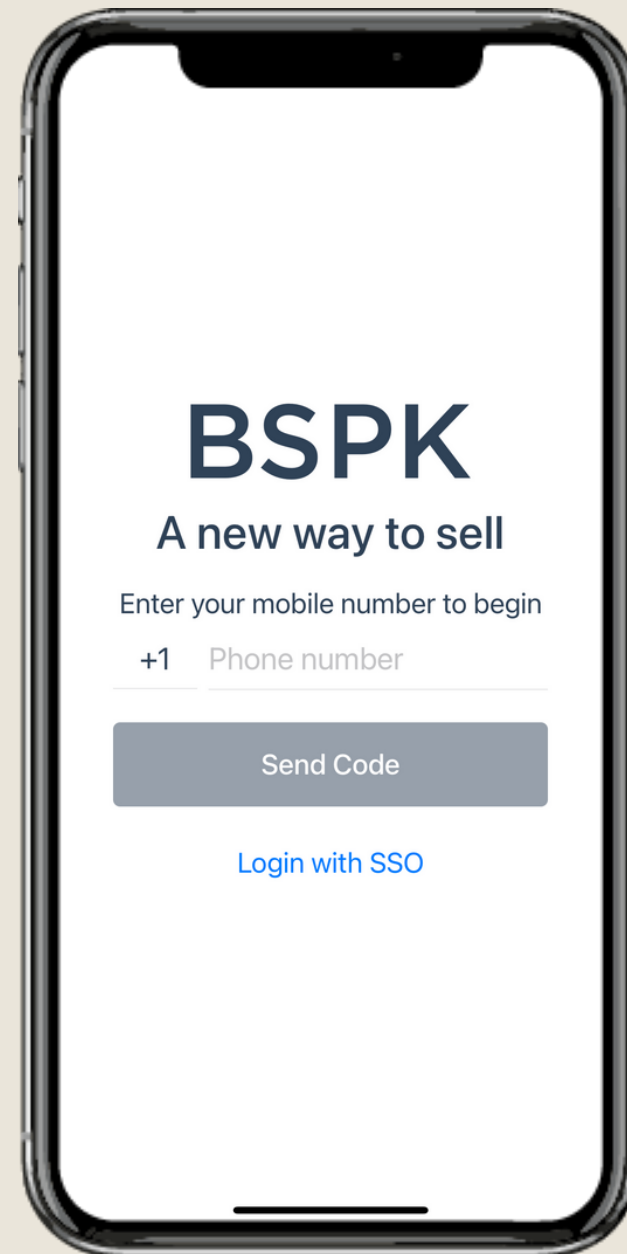 BSPK
A new way to sell
Enter your mobile number to begin
+1 Phone number
Send Code
Login with SSO